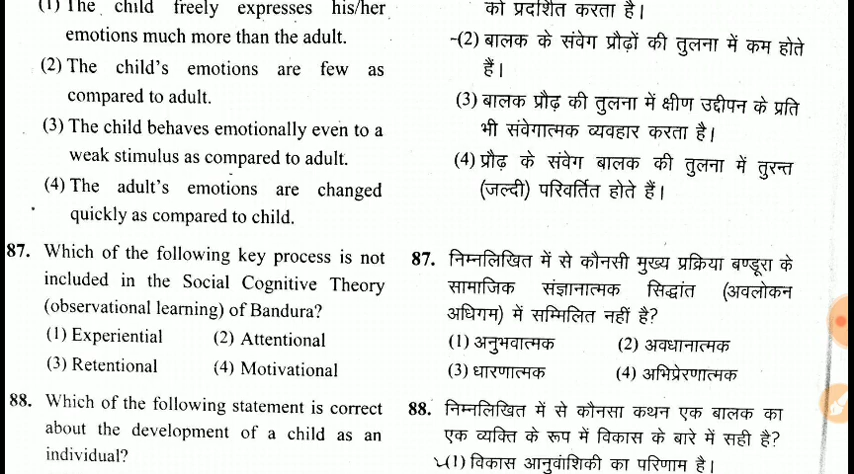 (1) The child freely expresses his/her
emotions much more than the adult.
(2) The child's emotions are few as
compared to adult.
(3) The child behaves emotionally even to a
weak stimulus as compared to adult.
(4) The adult's emotions are changed
quickly as compared to child.
87. Which of the following key process is not
included in the Social Cognitive Theory
(observational learning) of Bandura?
(1) Experiential (2) Attentional
(3) Retentional (4) Motivational
88. Which of the following statement is correct
about the development of a child as an
individual?
को प्रदर्शित करता है।
(2) बालक के संवेग प्रौढ़ों की तुलना में कम होते
हैं।
(3) बालक प्रौढ़ की तुलना में क्षीण उद्दीपन के प्रति
भी संवेगात्मक व्यवहार करता है।
(4) प्रौढ़ के संवेग बालक की तुलना में तुरन्त
(जल्दी) परिवर्तित होते हैं।
87. निम्नलिखित में से कौनसी मुख्य प्रक्रिया बण्डूरा के
सामाजिक संज्ञानात्मक सिद्धांत (अवलोकन
अधिगम) में सम्मिलित नहीं है?
(1) अनुभवात्मक (2) अवधानात्मक
(3) धारणात्मक (4) अभिप्रेरणात्मक
88. निम्नलिखित में से कौनसा कथन एक बालक का
एक व्यक्ति के रूप में विकास के बारे में सही है?
(1) विकास आनुवांशिकी का परिणाम है।